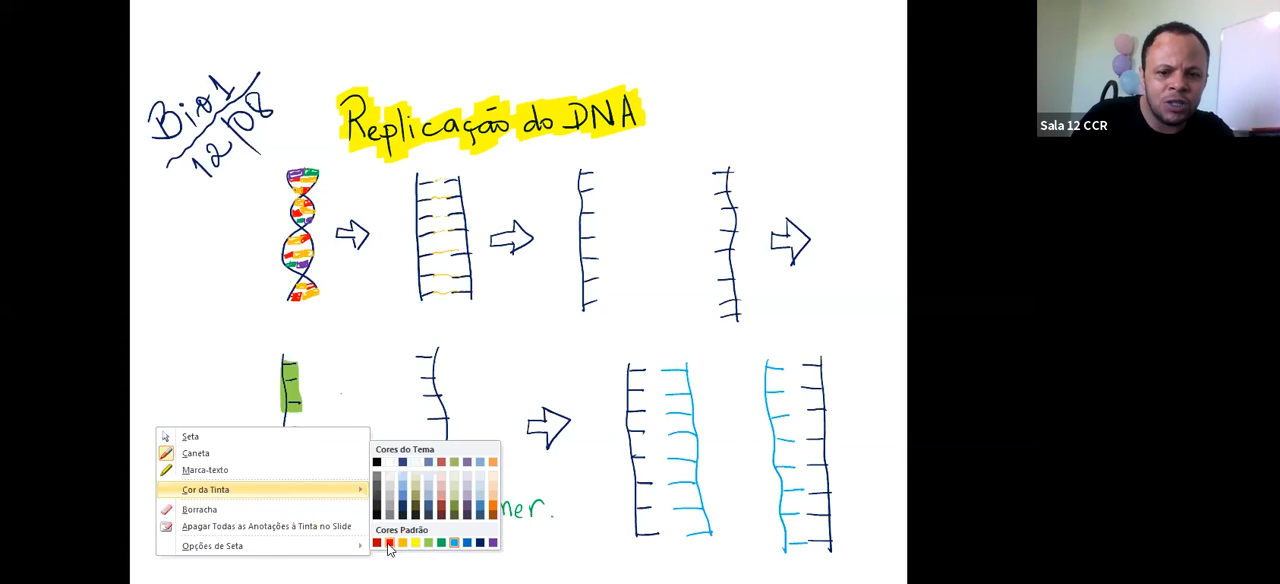 Bio 1
12/08
Replicação do DNA
Sala 12 CCR
Seta
Caneta
Marca-texto
Cor da Tinta
Borracha
Apagar Todas as Anotações à Tinta no Slide
Opções de Seta
Cores do Tema
Cores Padrão